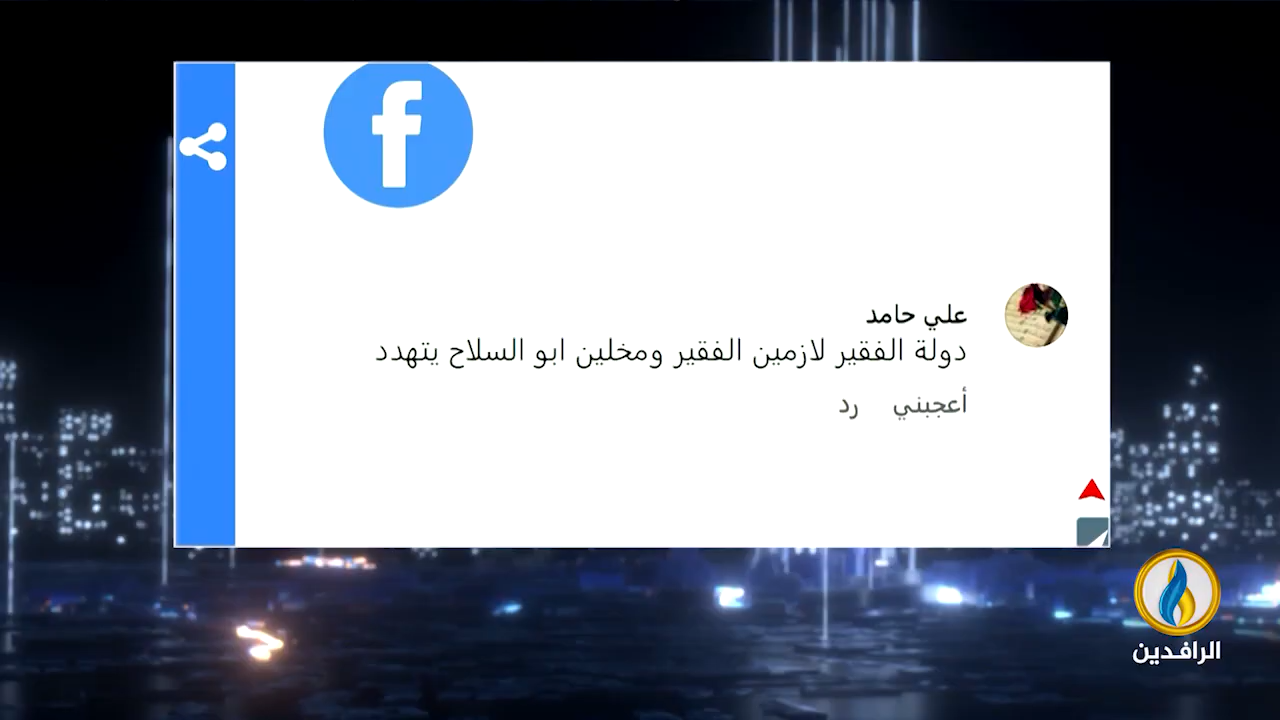 علي حامد
دولة الفقير لازمين الفقير ومخلين ابو السلاح يتهدد
أعجبني رد
الرافدين